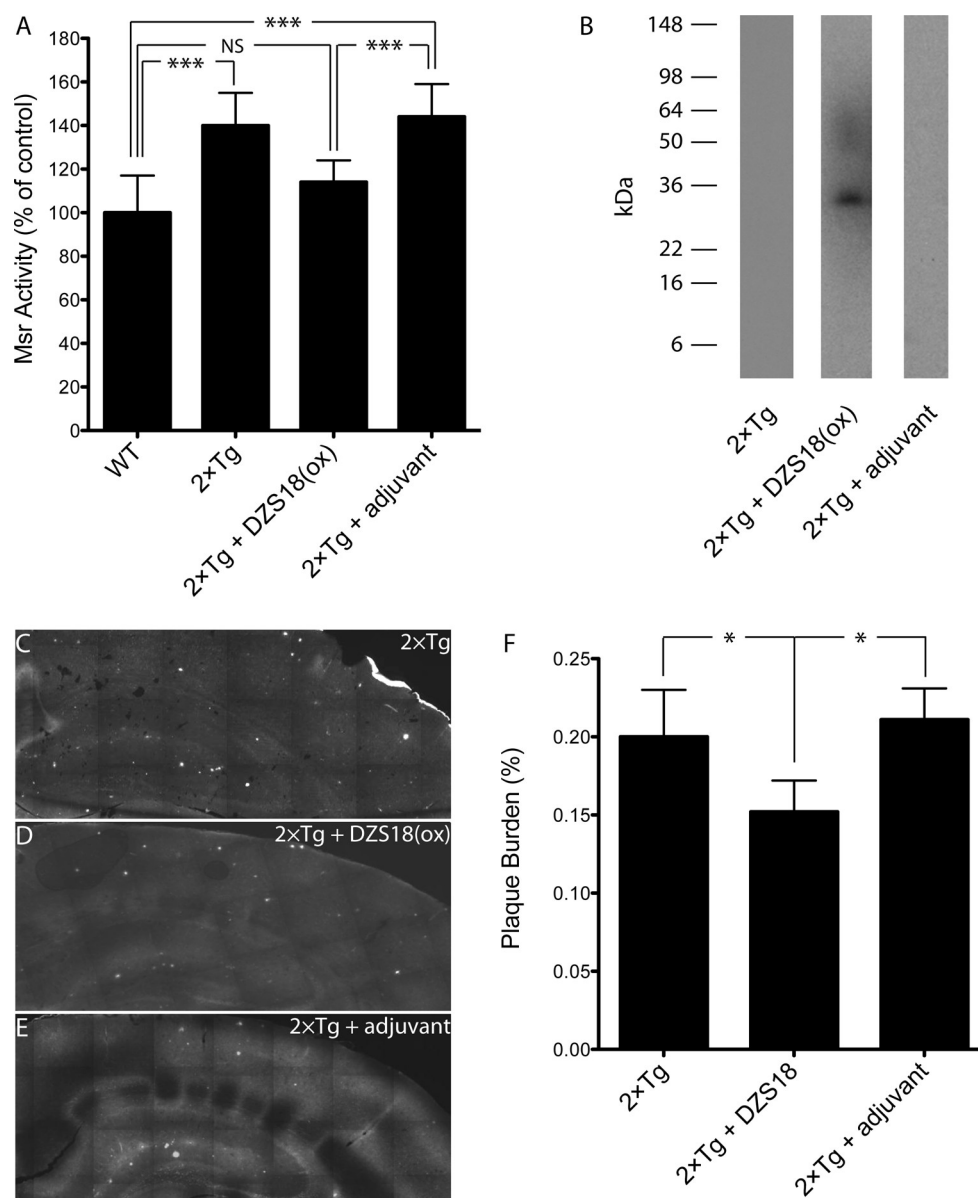 A
***
NS
***
***
180
160
140
120
100
80
60
40
20
0
Msr Activity (% of control)
WT
2×Tg
2×Tg + DZS18(ox)
2×Tg + adjuvant
B
148
98
64
50
36
22
16
6
kDa
2×Tg
2×Tg + DZS18(ox)
2×Tg + adjuvant
C
2×Tg
D
2×Tg + DZS18(ox)
E
2×Tg + adjuvant
F
*
*
0.25
0.20
0.15
0.10
0.05
0.00
Plaque Burden (%)
2×Tg
2×Tg + DZS18
2×Tg + adjuvant